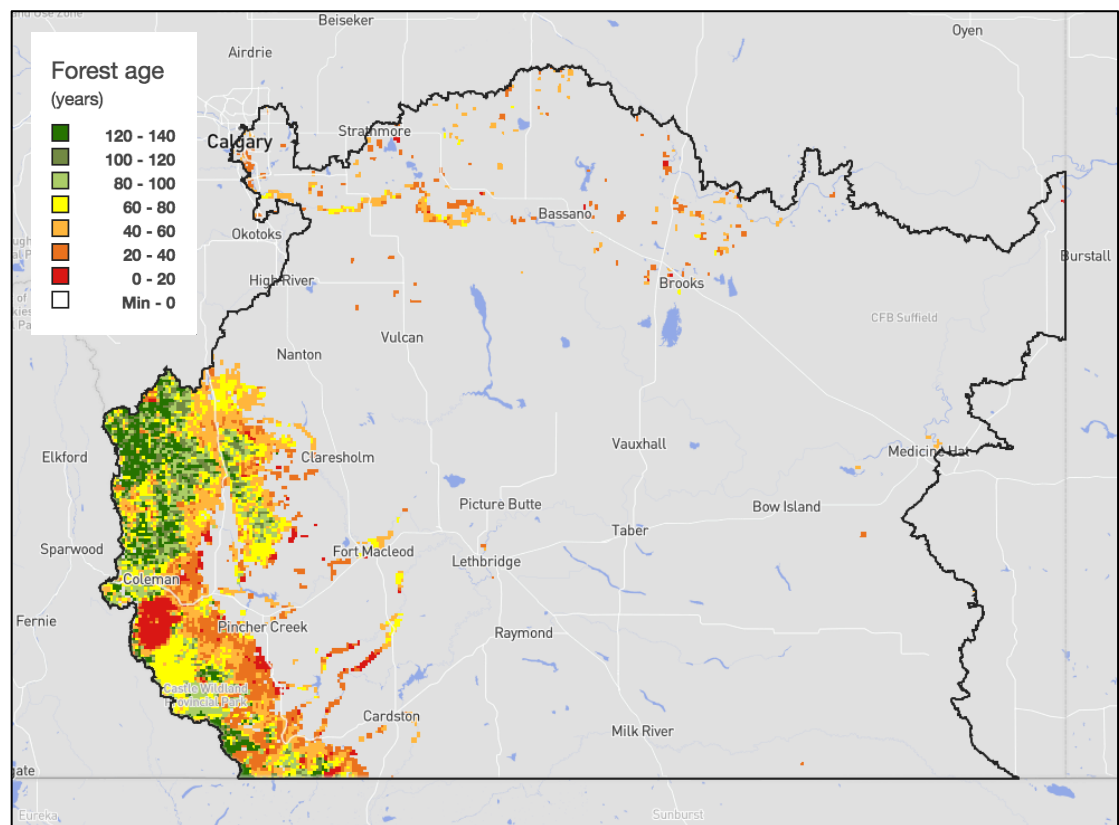 Beiseker
Oyen
Airdrie
Forest age
(years)
120 - 140
100 - 120
80 - 100
60 - 80
40 - 60
20 - 40
0 - 20
Min - 0
Strathmore
Calgary
Bassano
Okotoks
Burstall
High River
Brooks
CFB Suffield
Vulcan
Nanton
Vauxhall
Medicine Hat
Elkford
Claresholm
Picture Butte
Bow Island
Taber
Sparwood
Fort Macleod
Lethbridge
Coleman
Fernie
Pincher Creek
Raymond
Castle Wildland
Provincial Park
Cardston
Milk River
gate
Eureka
Sunburst